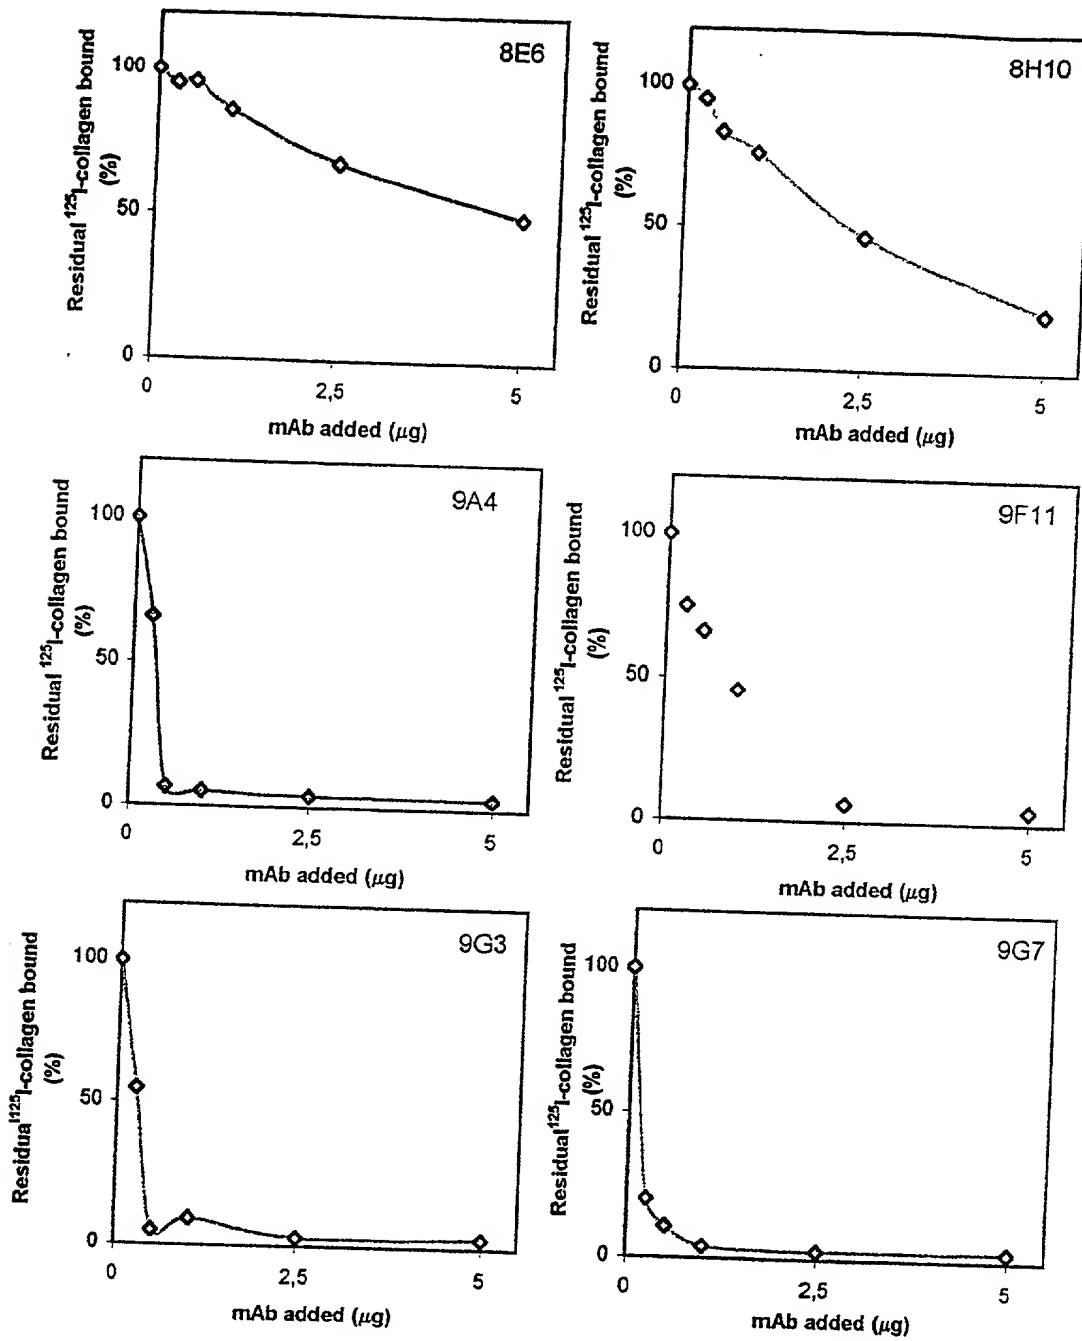 8E6
Residual ¹²⁵I-collagen bound
(%)
100
50
0
0 2,5 5
mAb added (μg)
8H10
Residual ¹²⁵I-collagen bound
(%)
100
50
0
0 2,5 5
mAb added (μg)
9A4
Residual ¹²⁵I-collagen bound
(%)
100
50
0
0 2,5 5
mAb added (μg)
9F11
Residual ¹²⁵I-collagen bound
(%)
100
50
0
0 2,5 5
mAb added (μg)
9G3
Residual¹²⁵I-collagen bound
(%)
100
50
0
0 2,5 5
mAb added (μg)
9G7
Residual¹²⁵I-collagen bound
(%)
100
50
0
0 2,5 5
mAb added (μg)